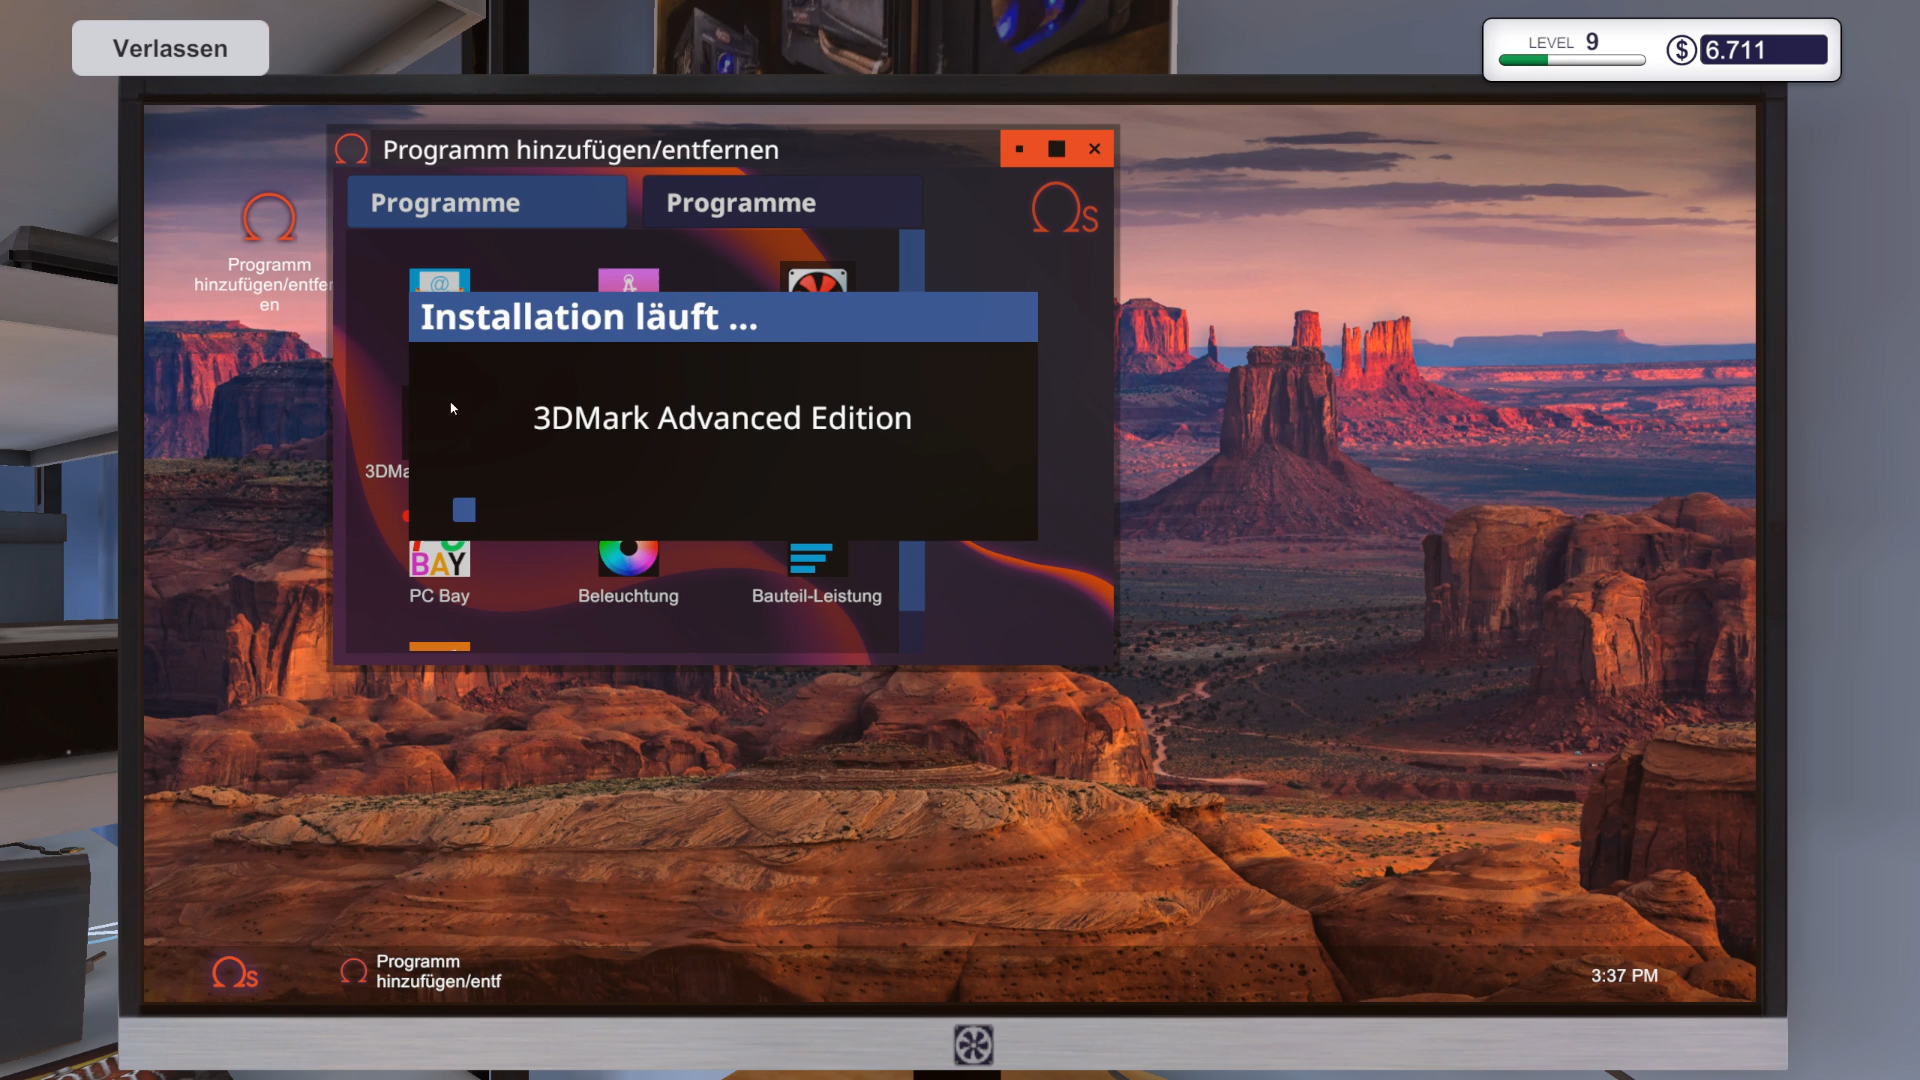 Verlassen
LEVEL 9
$ 6.711
Programm hinzufügen/entfernen
Programme
Programme
Programm
hinzufügen/entfer
en
Installation läuft ...
3DMark Advanced Edition
3DMa
BAY
PC Bay
Beleuchtung
Bauteil-Leistung
Programm
hinzufügen/entf
3:37 PM